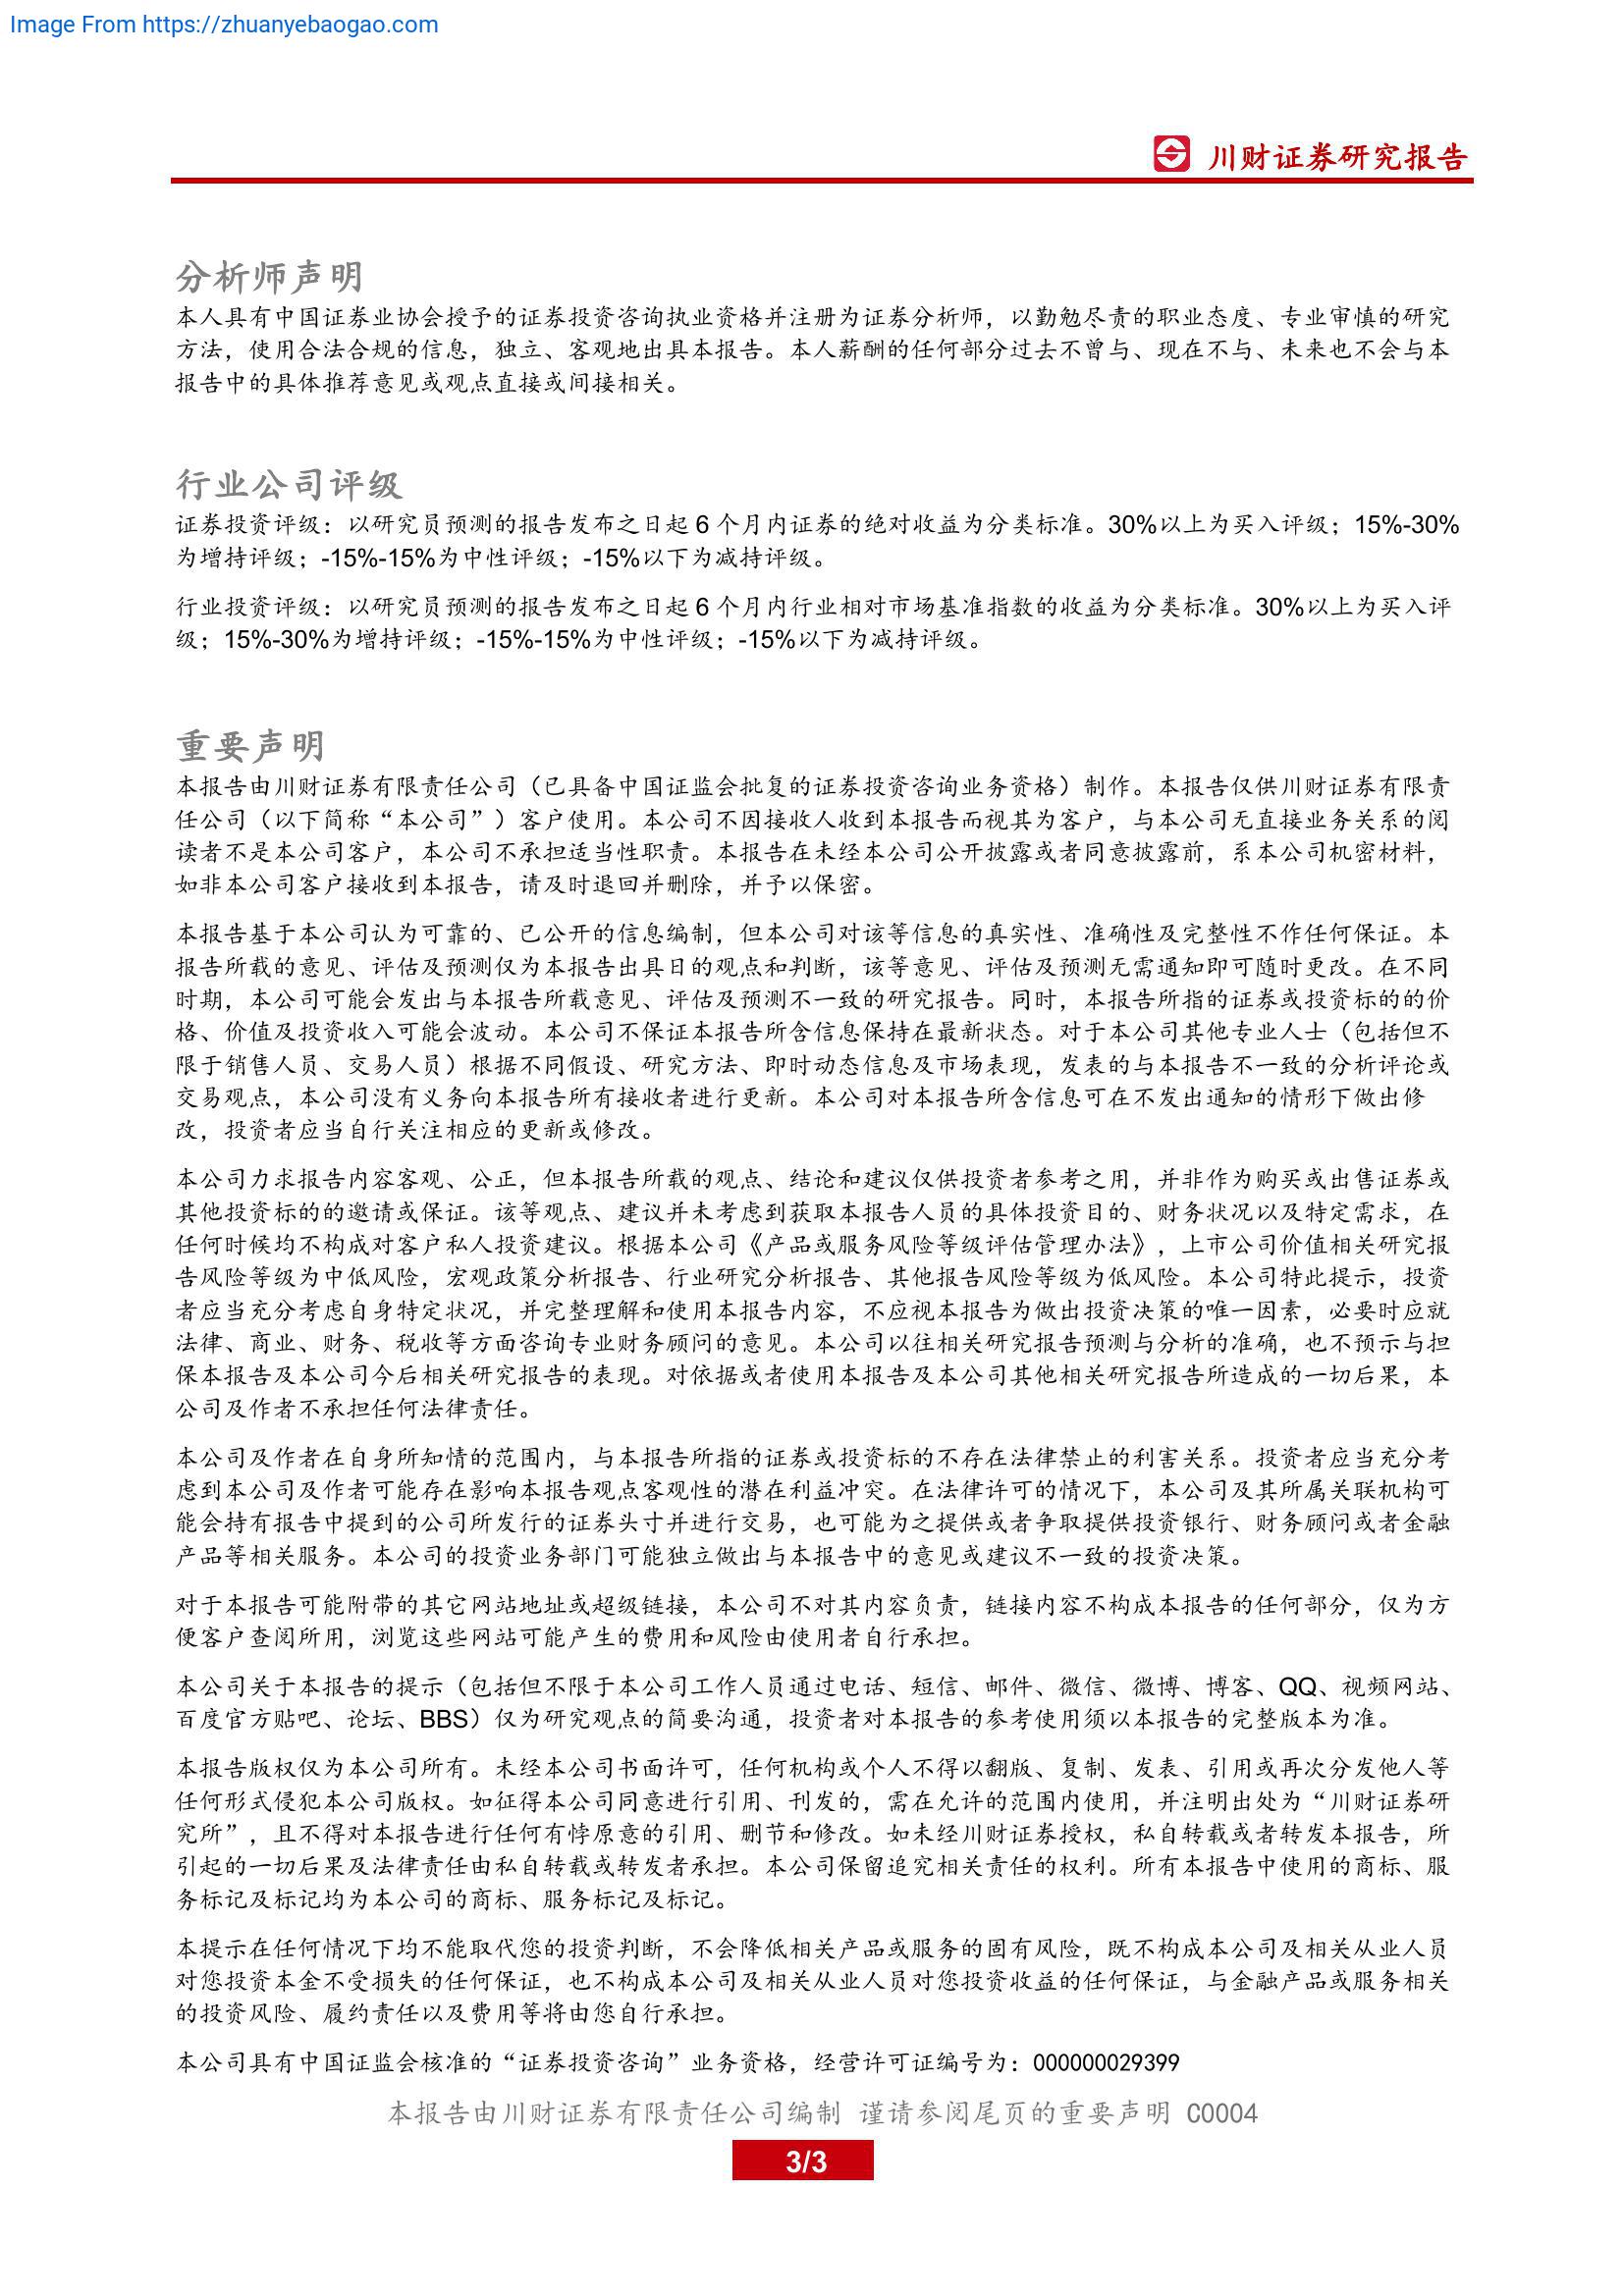 Image From https://zhuanyebaogao.com
川财证券研究报告
分析师声明
本人具有中国证券业协会授予的证券投资咨询执业资格并注册为证券分析师，以勤勉尽责的职业态度、专业审慎的研究
方法，使用合法合规的信息，独立、客观地出具本报告。本人薪酬的任何部分过去不曾与、现在不与、未来也不会与本
报告中的具体推荐意见或观点直接或间接相关。
行业公司评级
证券投资评级：以研究员预测的报告发布之日起 6 个月内证券的绝对收益为分类标准。30%以上为买入评级；15%-30%
为增持评级；-15%-15%为中性评级；-15%以下为减持评级。
行业投资评级：以研究员预测的报告发布之日起 6 个月内行业相对市场基准指数的收益为分类标准。30%以上为买入评
级；15%-30%为增持评级；-15%-15%为中性评级；-15%以下为减持评级。
重要声明
本报告由川财证券有限责任公司（已具备中国证监会批复的证券投资咨询业务资格）制作。本报告仅供川财证券有限责
任公司（以下简称“本公司”）客户使用。本公司不因接收人收到本报告而视其为客户，与本公司无直接业务关系的阅
读者不是本公司客户，本公司不承担适当性职责。本报告在未经本公司公开披露或者同意披露前，系本公司机密材料，
如非本公司客户接收到本报告，请及时退回并删除，并予以保密。
本报告基于本公司认为可靠的、已公开的信息编制，但本公司对该等信息的真实性、准确性及完整性不作任何保证。本
报告所载的意见、评估及预测仅为本报告出具日的观点和判断，该等意见、评估及预测无需通知即可随时更改。在不同
时期，本公司可能会发出与本报告所载意见、评估及预测不一致的研究报告。同时，本报告所指的证券或投资标的的价
格、价值及投资收入可能会波动。本公司不保证本报告所含信息保持在最新状态。对于本公司其他专业人士（包括但不
限于销售人员、交易人员）根据不同假设、研究方法、即时动态信息及市场表现，发表的与本报告不一致的分析评论或
交易观点，本公司没有义务向本报告所有接收者进行更新。本公司对本报告所含信息可在不发出通知的情形下做出修
改，投资者应当自行关注相应的更新或修改。
本公司力求报告内容客观、公正，但本报告所载的观点、结论和建议仅供投资者参考之用，并非作为购买或出售证券或
其他投资标的的邀请或保证。该等观点、建议并未考虑到获取本报告人员的具体投资目的、财务状况以及特定需求，在
任何时候均不构成对客户私人投资建议。根据本公司《产品或服务风险等级评估管理办法》，上市公司价值相关研究报
告风险等级为中低风险，宏观政策分析报告、行业研究分析报告、其他报告风险等级为低风险。本公司特此提示，投资
者应当充分考虑自身特定状况，并完整理解和使用本报告内容，不应视本报告为做出投资决策的唯一因素，必要时应就
法律、商业、财务、税收等方面咨询专业财务顾问的意见。本公司以往相关研究报告预测与分析的准确，也不预示与担
保本报告及本公司今后相关研究报告的表现。对依据或者使用本报告及本公司其他相关研究报告所造成的一切后果，本
公司及作者不承担任何法律责任。
本公司及作者在自身所知情的范围内，与本报告所指的证券或投资标的不存在法律禁止的利害关系。投资者应当充分考
虑到本公司及作者可能存在影响本报告观点客观性的潜在利益冲突。在法律许可的情况下，本公司及其所属关联机构可
能会持有报告中提到的公司所发行的证券头寸并进行交易，也可能为之提供或者争取提供投资银行、财务顾问或者金融
产品等相关服务。本公司的投资业务部门可能独立做出与本报告中的意见或建议不一致的投资决策。
对于本报告可能附带的其它网站地址或超级链接，本公司不对其内容负责，链接内容不构成本报告的任何部分，仅为方
便客户查阅所用，浏览这些网站可能产生的费用和风险由使用者自行承担。
本公司关于本报告的提示（包括但不限于本公司工作人员通过电话、短信、邮件、微信、微博、博客、QQ、视频网站、
百度官方贴吧、论坛、BBS）仅为研究观点的简要沟通，投资者对本报告的参考使用须以本报告的完整版本为准。
本报告版权仅为本公司所有。未经本公司书面许可，任何机构或个人不得以翻版、复制、发表、引用或再次分发他人等
任何形式侵犯本公司版权。如征得本公司同意进行引用、刊发的，需在允许的范围内使用，并注明出处为“川财证券研
究所”，且不得对本报告进行任何有悖原意的引用、删节和修改。如未经川财证券授权，私自转载或者转发本报告，所
引起的一切后果及法律责任由私自转载或转发者承担。本公司保留追究相关责任的权利。所有本报告中使用的商标、服
务标记及标记均为本公司的商标、服务标记及标记。
本提示在任何情况下均不能取代您的投资判断，不会降低相关产品或服务的固有风险，既不构成本公司及相关从业人员
对您投资本金不受损失的任何保证，也不构成本公司及相关从业人员对您投资收益的任何保证，与金融产品或服务相关
的投资风险、履约责任以及费用等将由您自行承担。
本公司具有中国证监会核准的“证券投资咨询”业务资格，经营许可证编号为：000000029399
本报告由川财证券有限责任公司编制 谨请参阅尾页的重要声明 C0004
3/3